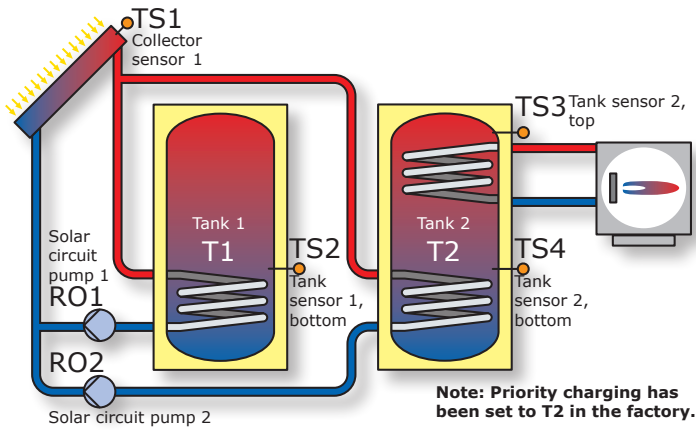 TS1
Collector
sensor 1
TS3
Tank sensor 2,
top
Tank 1
T1
Tank 2
T2
TS2
Tank
sensor 1,
bottom
TS4
Tank
sensor 2,
bottom
Solar
circuit
pump 1
RO1
RO2
Solar circuit pump 2
Note: Priority charging has
been set to T2 in the factory.